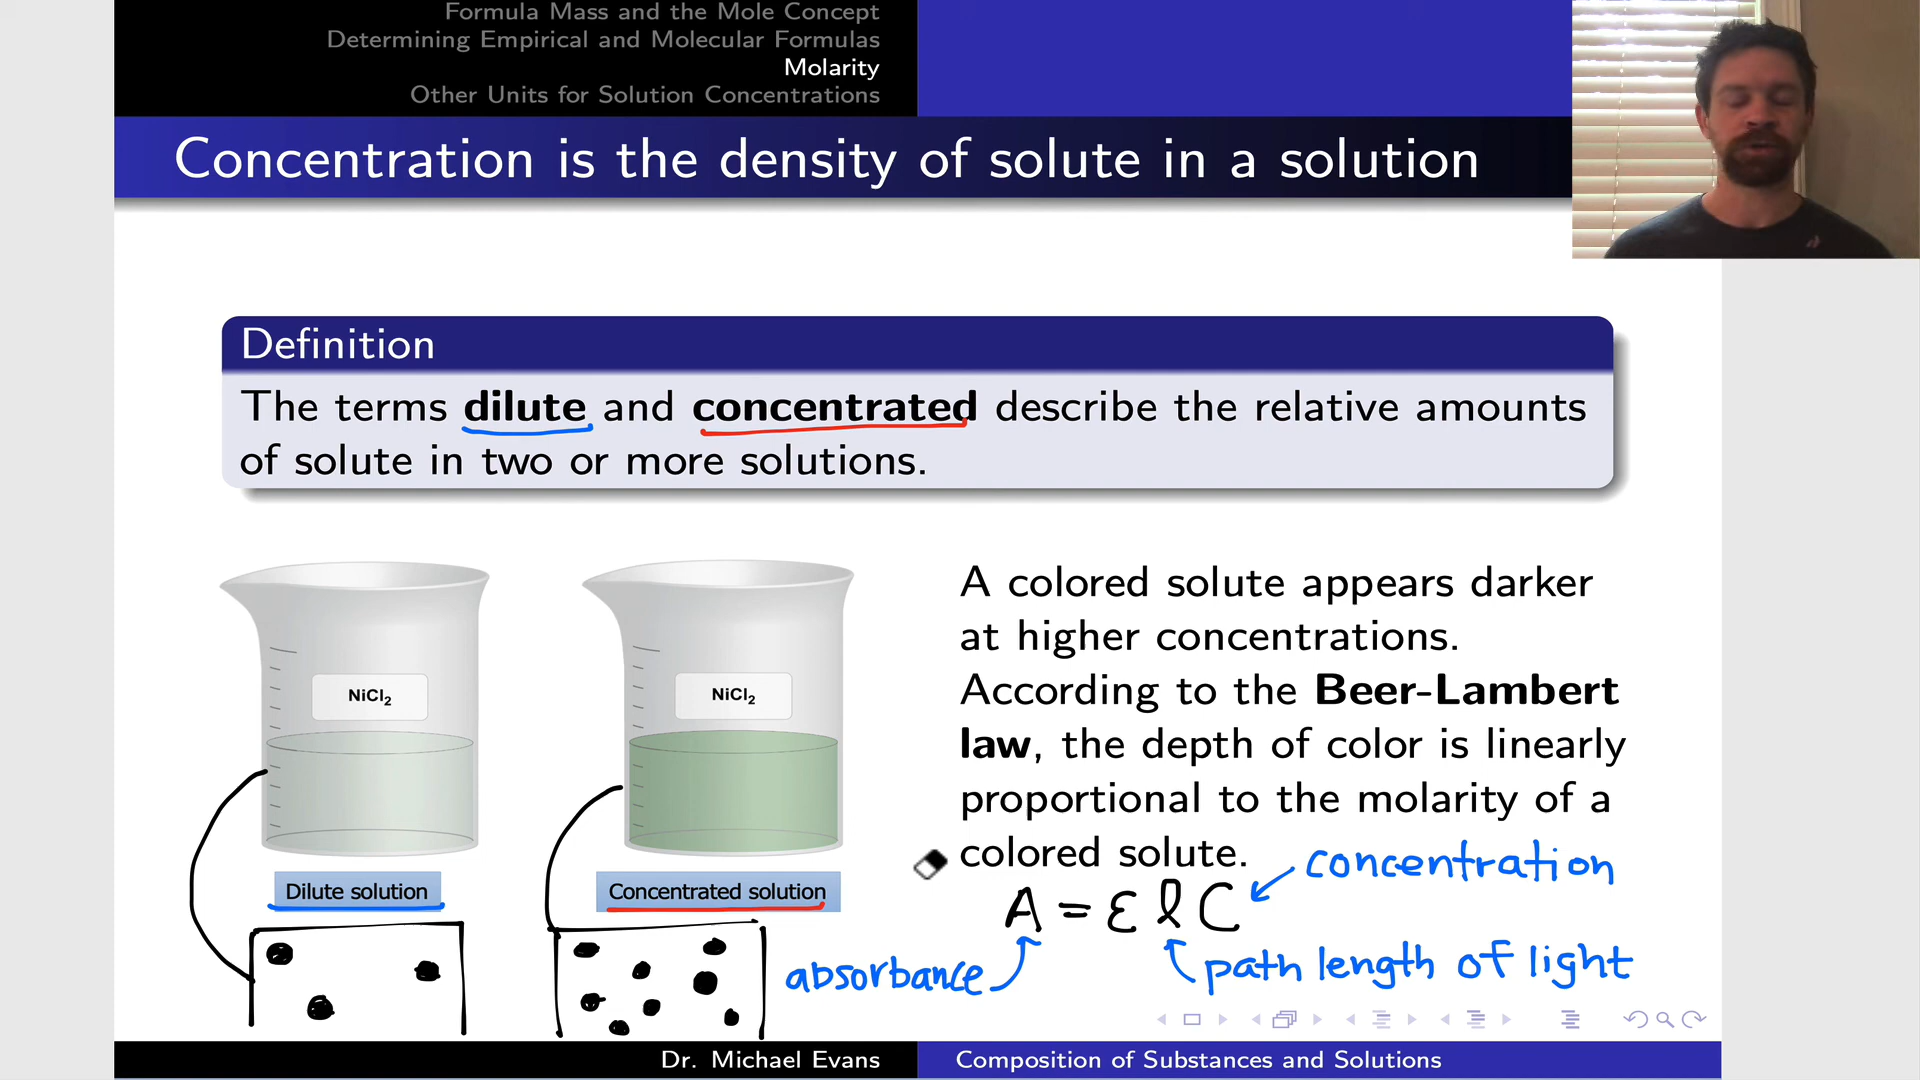 Formula Mass and the Mole Concept
Determining Empirical and Molecular Formulas
Molarity
Other Units for Solution Concentrations
Concentration is the density of solute in a solution
Definition
The terms dilute and concentrated describe the relative amounts
of solute in two or more solutions.
NiCl₂
NiCl₂
Dilute solution
Concentrated solution
A colored solute appears darker
at higher concentrations.
According to the Beer-Lambert
law, the depth of color is linearly
proportional to the molarity of a
colored solute.
concentration
A = ε l C
absorbance
path length of light
Dr. Michael Evans
Composition of Substances and Solutions